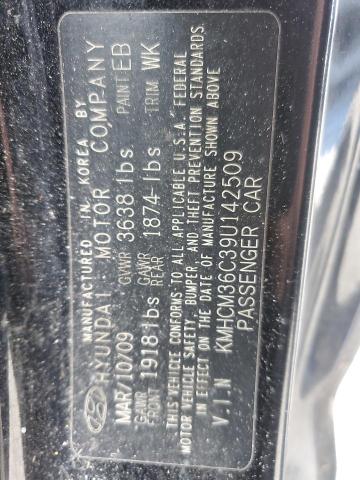 MANUFACTURED IN KOREA BY
HYUNDAI MOTOR COMPANY
MAR/10/09 GVWR 3638 lbs PAINT EB
GAWR FRONT 1918 lbs GAWR REAR 1874 lbs TRIM WK
THIS VEHICLE CONFORMS TO ALL APPLICABLE U.S.A. FEDERAL
MOTOR VEHICLE SAFETY, BUMPER, AND THEFT PREVENTION STANDARDS
IN EFFECT ON THE DATE OF MANUFACTURE SHOWN ABOVE
V.I.N KMHCM36C39U142509
PASSENGER CAR